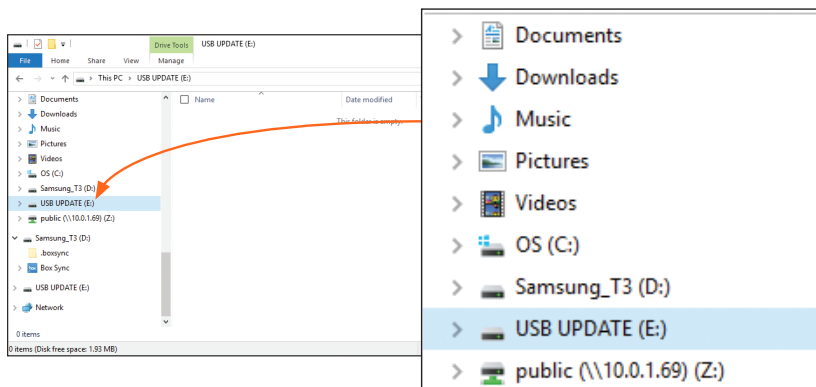 Drive Tools
USB UPDATE (E:)
File
Home
Share
View
Manage
This PC > USB UPDATE (E:)
Name
Date modified
This folder is empty.
Documents
Downloads
Music
Pictures
Videos
OS (C:)
Samsung_T3 (D:)
USB UPDATE (E:)
public (\\10.0.1.69) (Z:)
Samsung_T3 (D:)
.boxsync
Box Sync
USB UPDATE (E:)
Network
0 items
0 items (Disk free space: 1.93 MB)
Documents
Downloads
Music
Pictures
Videos
OS (C:)
Samsung_T3 (D:)
USB UPDATE (E:)
public (\\10.0.1.69) (Z:)